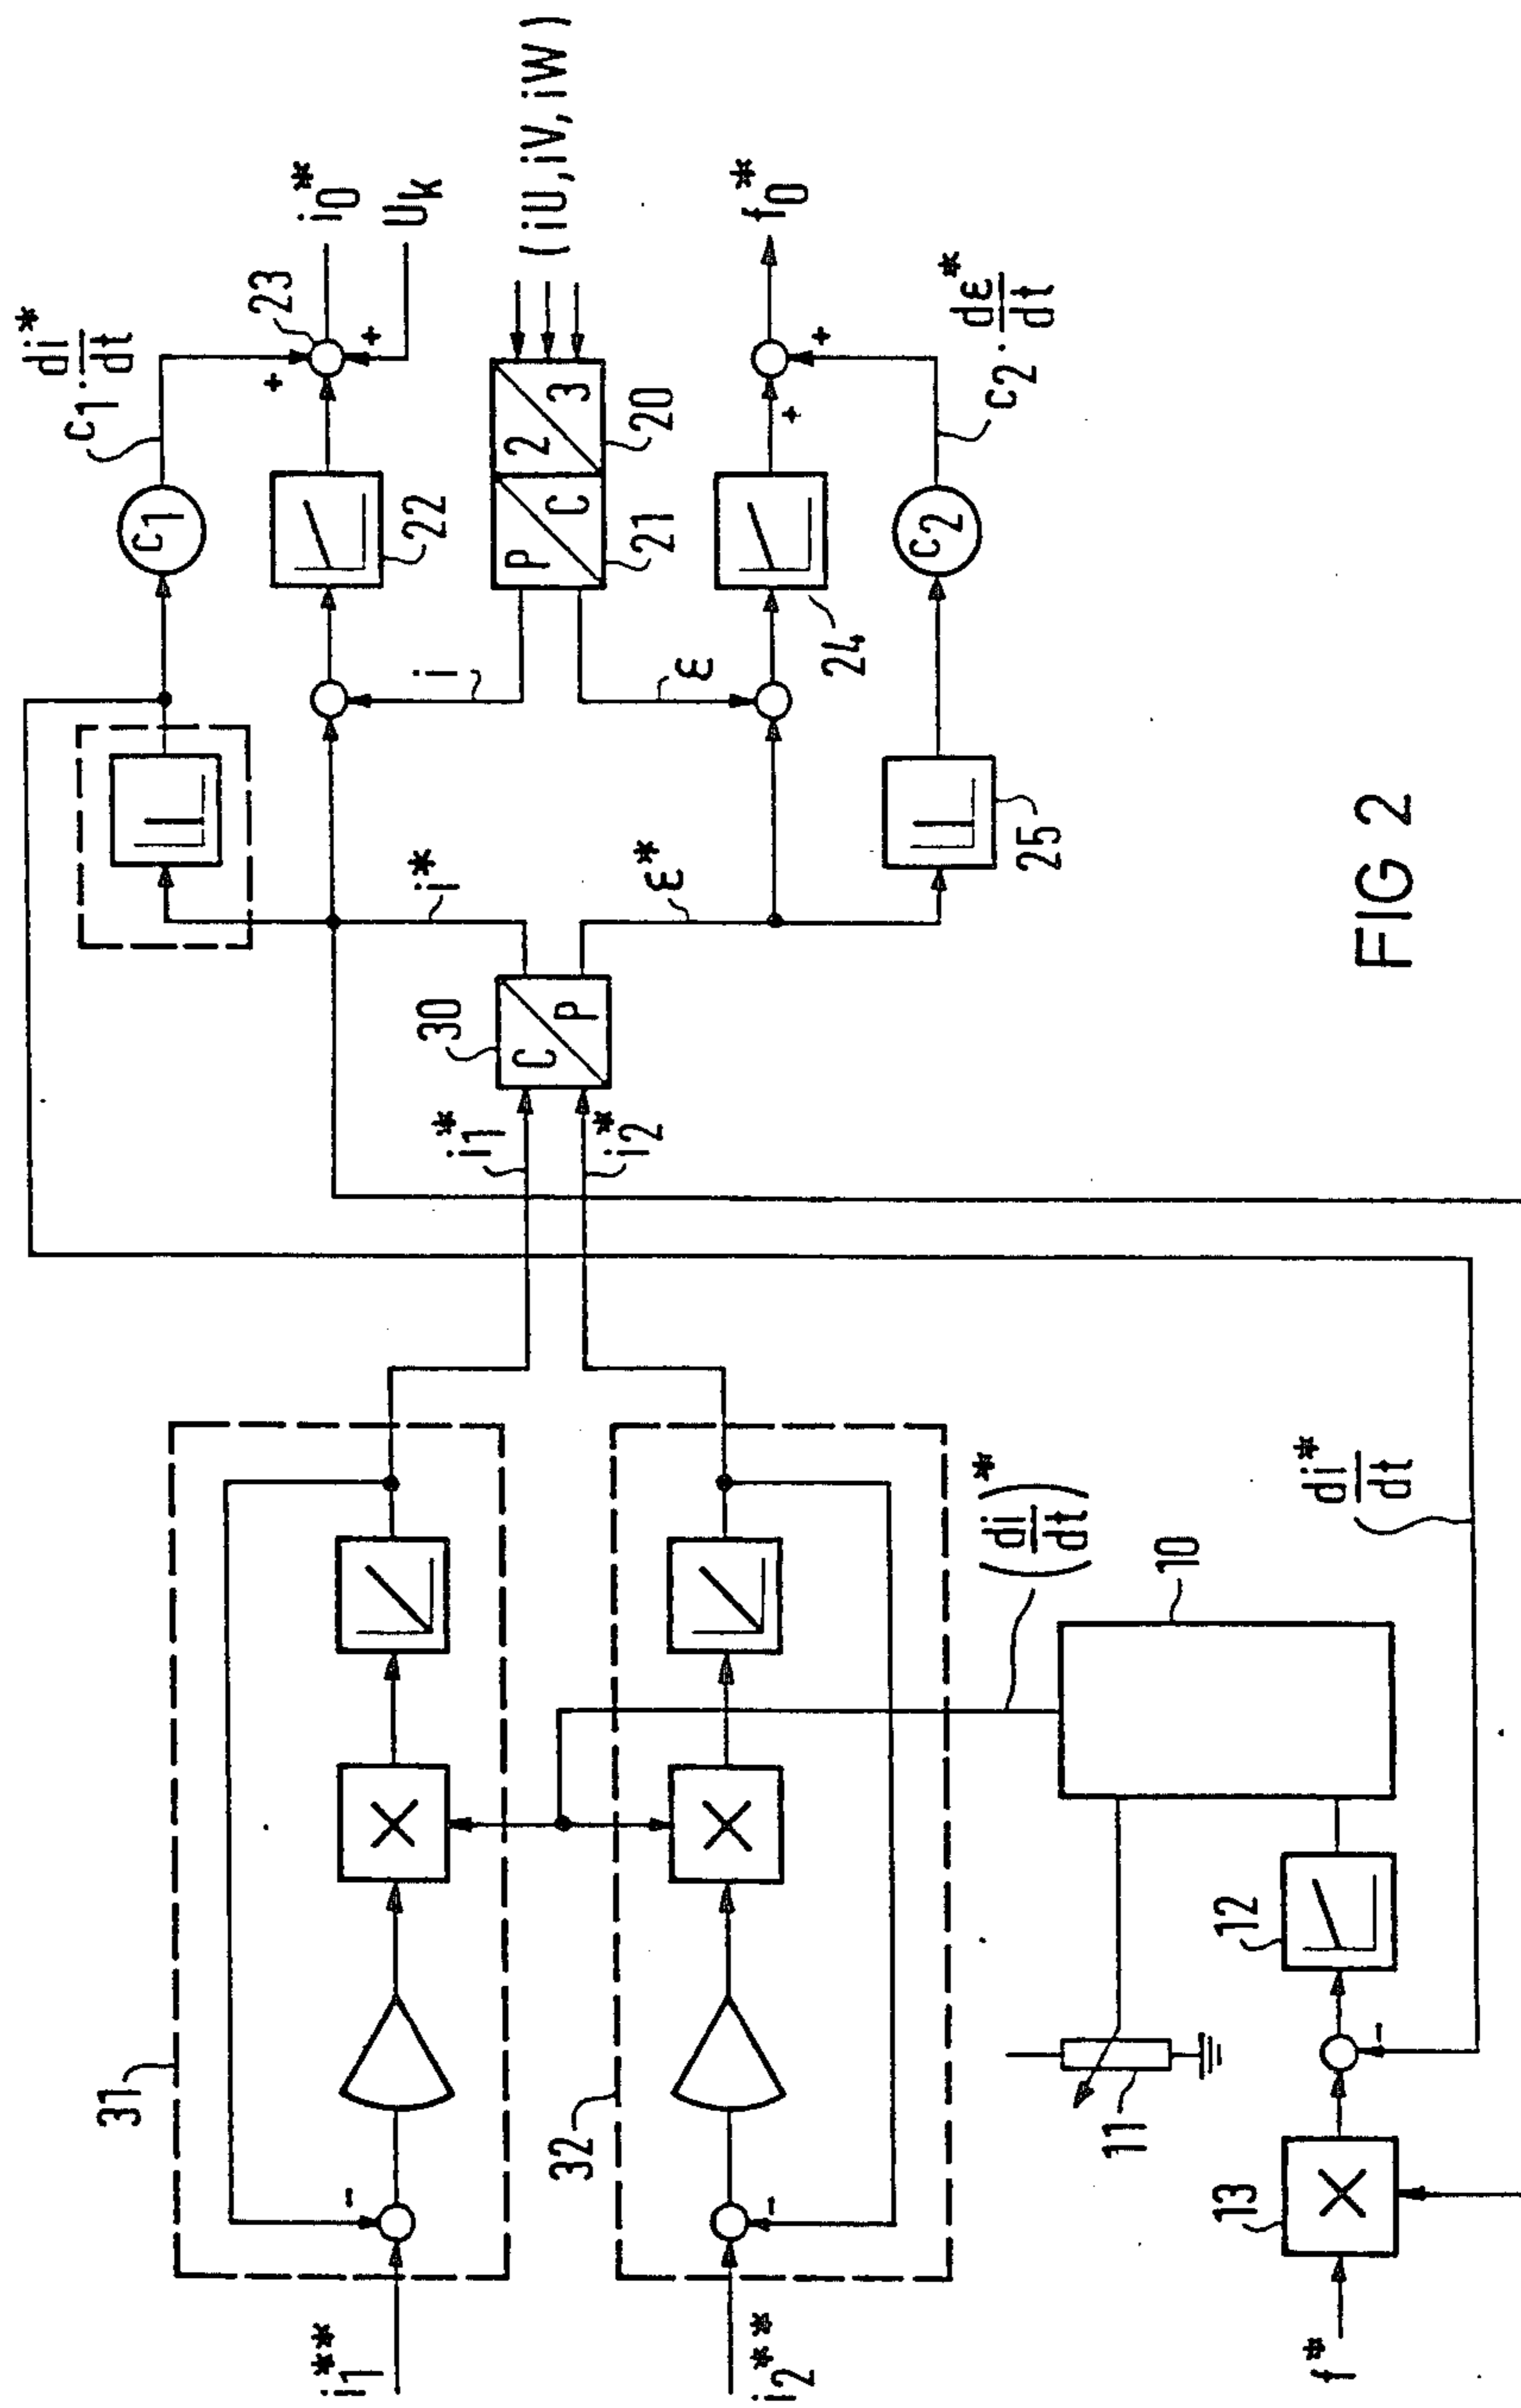 c1 · di*/dt
c1
22
23
i0*
Uk
i*
i
30
C
P
i1*
i2*
P
C
2
3
21
20
(iU, iV, iW)
ε*
ε
24
f0*
25
c2
c2 · dε*/dt
31
i1**
-
X
32
i2**
-
X
(di/dt)*
di*/dt
10
11
12
13
X
f*
-
+
+
+
+
FIG 2